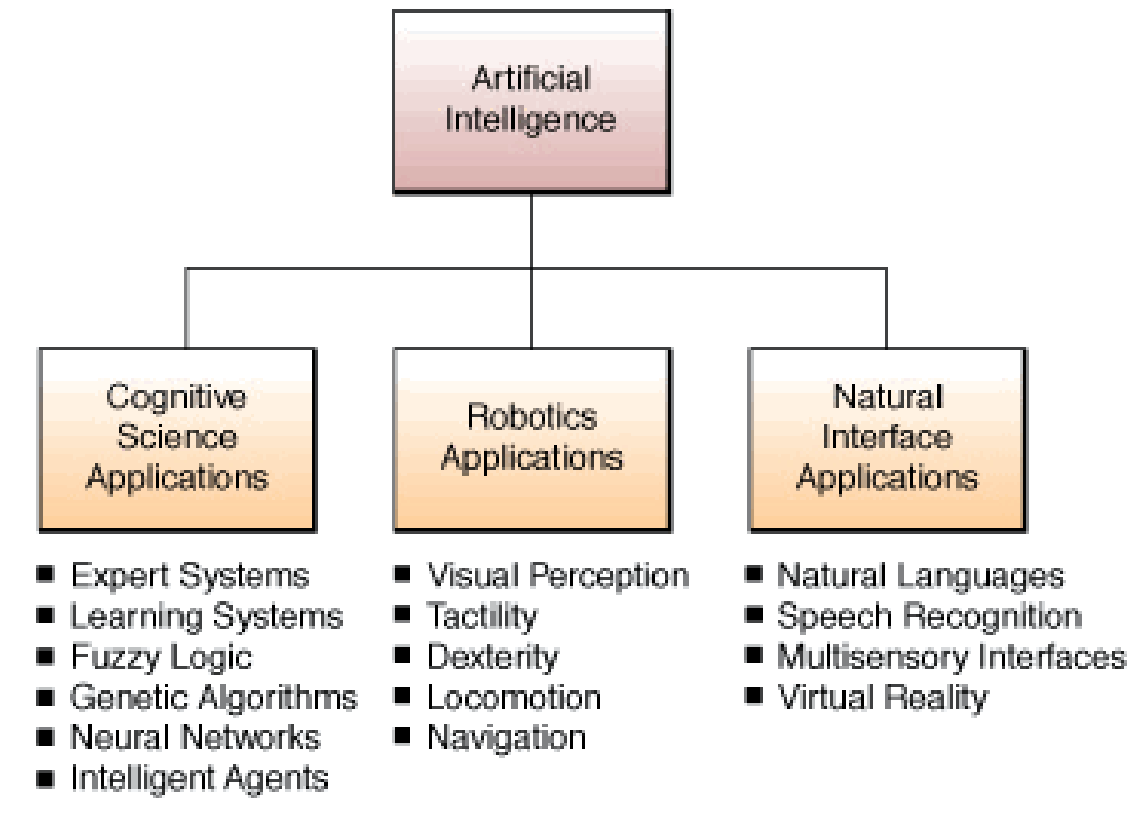 Artificial
Intelligence
Cognitive
Science
Applications
Robotics
Applications
Natural
Interface
Applications
■ Expert Systems
■ Learning Systems
■ Fuzzy Logic
■ Genetic Algorithms
■ Neural Networks
■ Intelligent Agents
■ Visual Perception
■ Tactility
■ Dexterity
■ Locomotion
■ Navigation
■ Natural Languages
■ Speech Recognition
■ Multisensory Interfaces
■ Virtual Reality